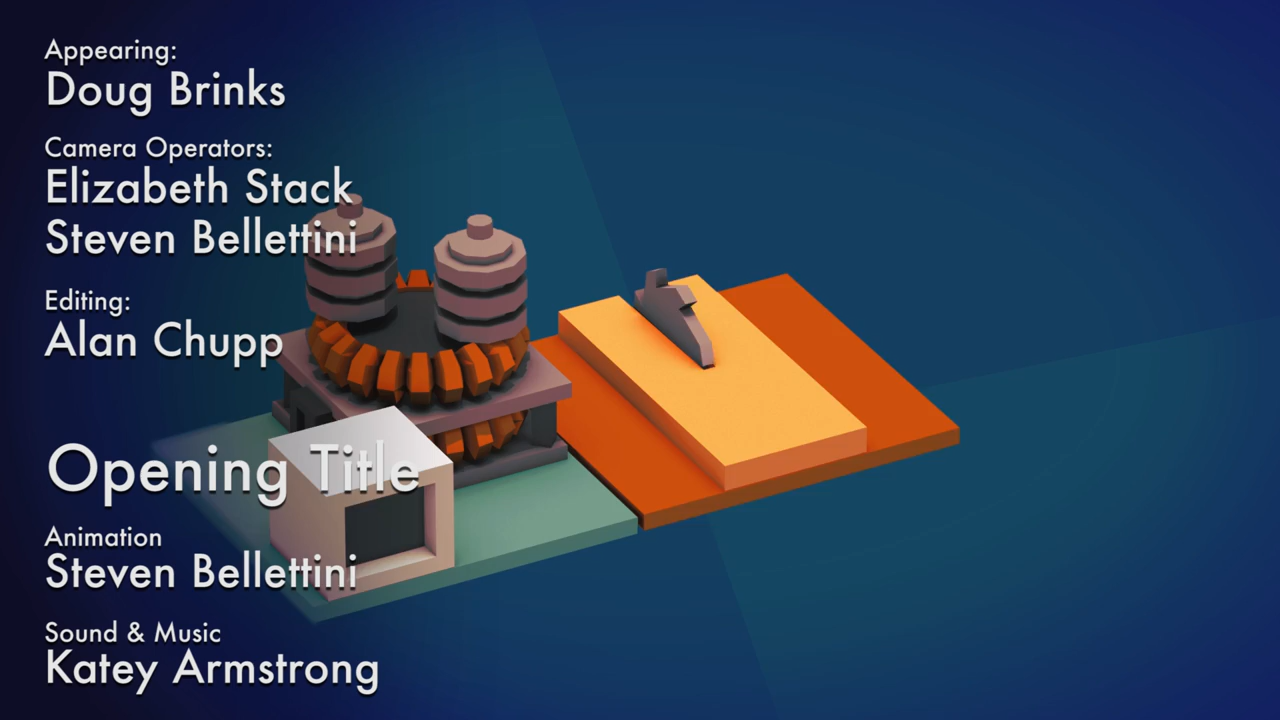 Appearing:
Doug Brinks
Camera Operators:
Elizabeth Stack
Steven Bellettini
Editing:
Alan Chupp
Opening Title
Animation
Steven Bellettini
Sound & Music
Katey Armstrong